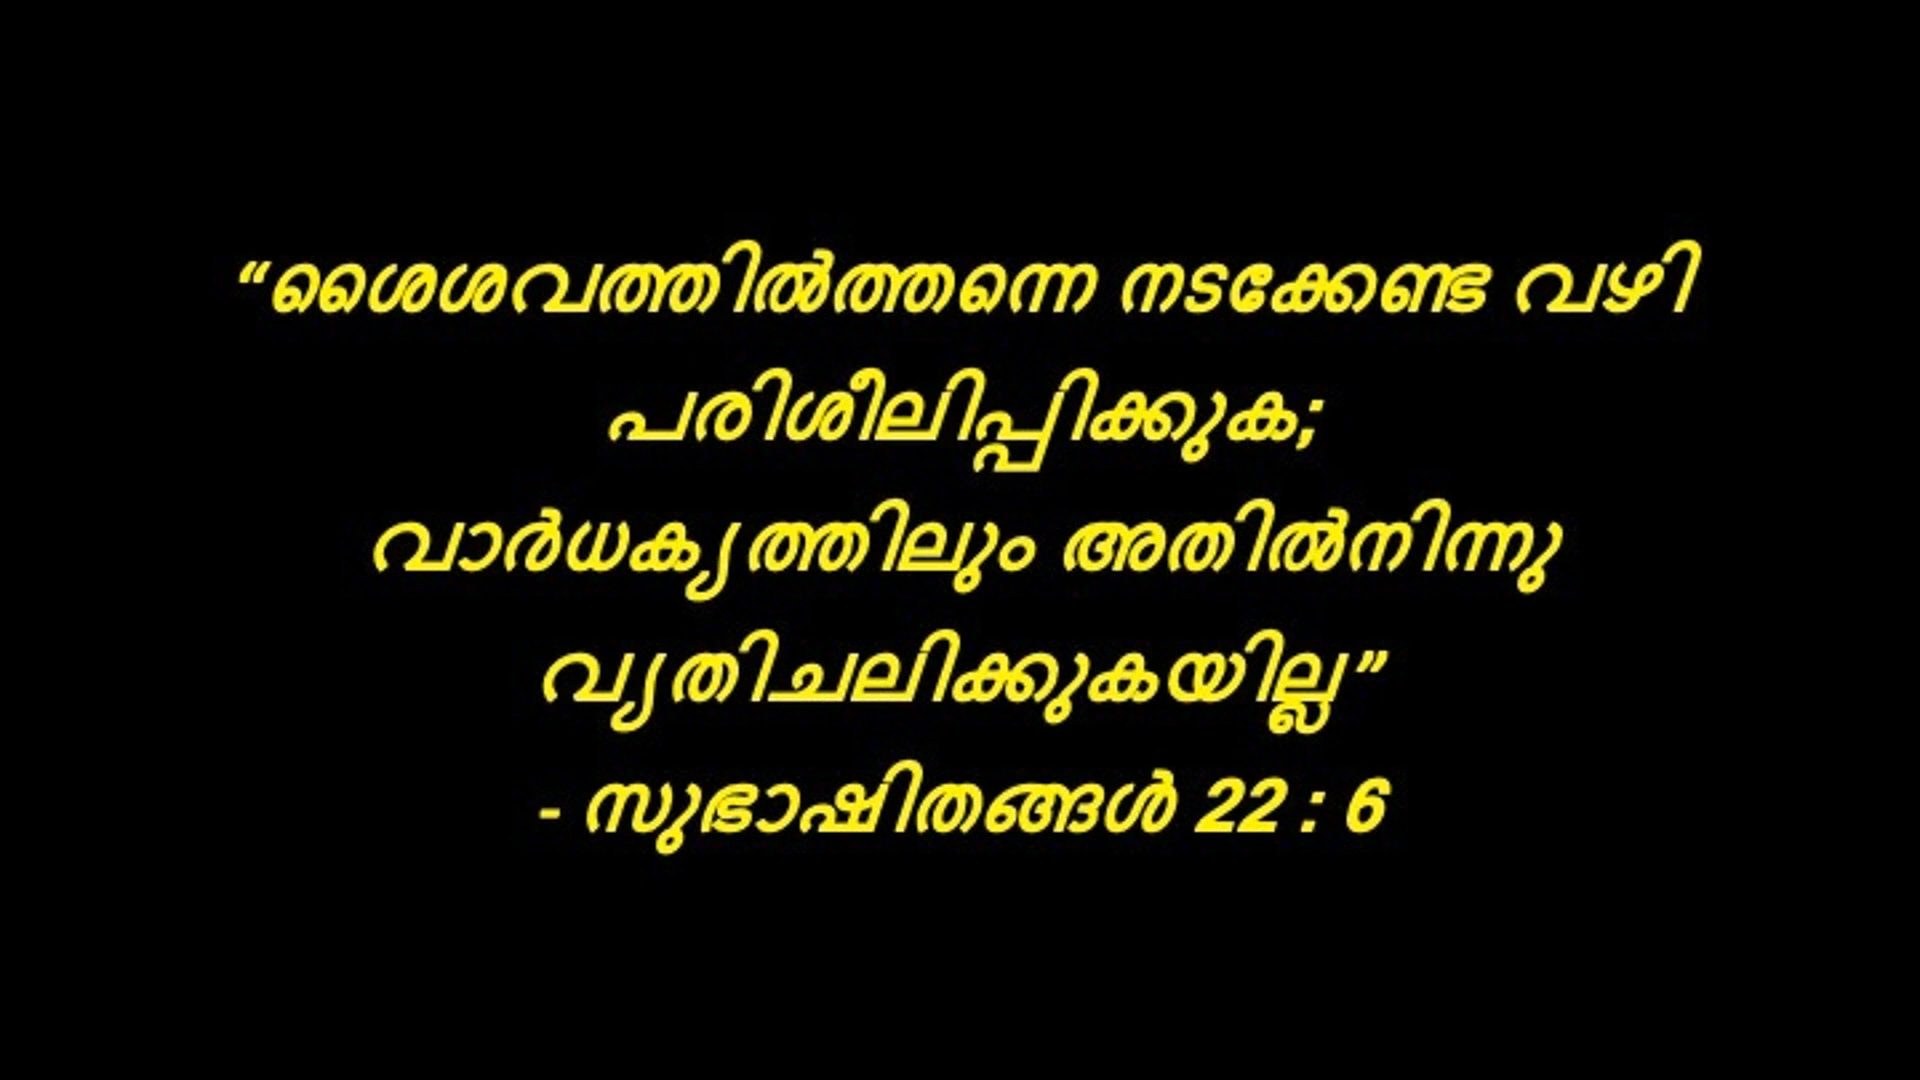 “ശൈശവത്തിൽത്തന്നെ നടക്കേണ്ട വഴി
പരിശീലിപ്പിക്കുക;
വാർധക്യത്തിലും അതിൽനിന്നു
വ്യതിചലിക്കുകയില്ല”
- സുഭാഷിതങ്ങൾ 22 : 6